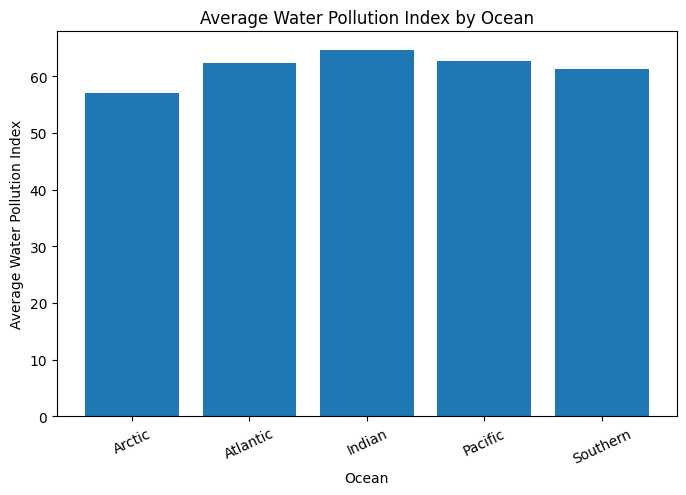 Average Water Pollution Index by Ocean
Average Water Pollution Index
60
50
40
30
20
10
0
Arctic
Atlantic
Indian
Pacific
Southern
Ocean